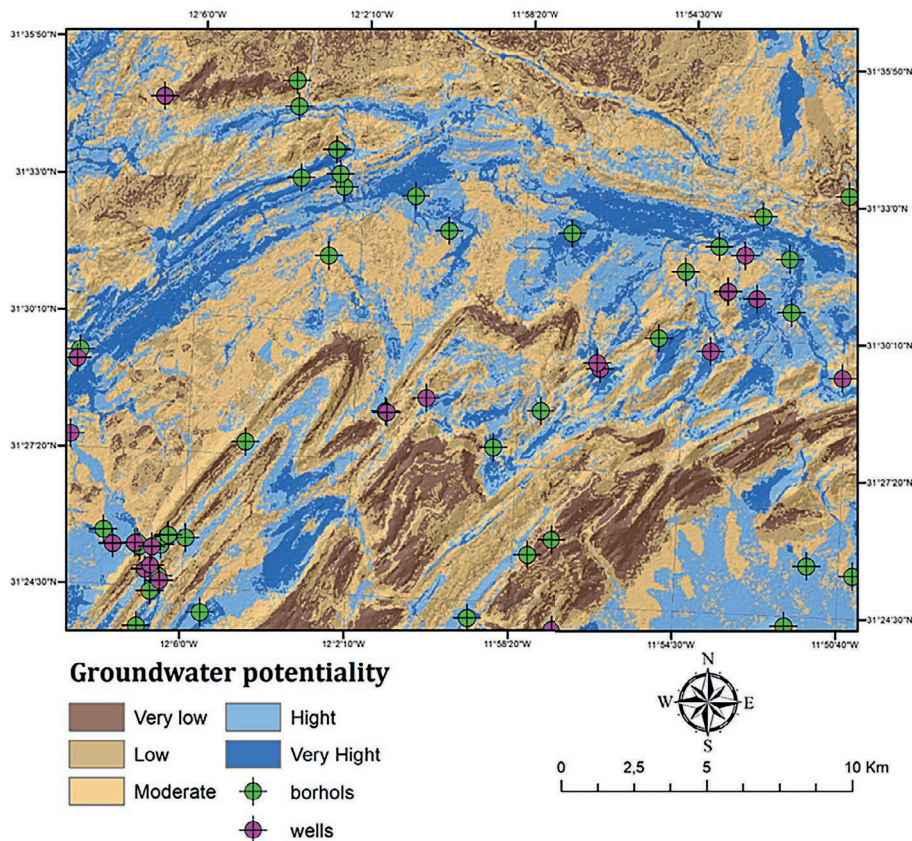 12°6'0" 12°2'0" 11°58'20" 11°54'30"
31°35'50" 31°35'50"
31°33'0" 31°33'0"
31°30'10" 31°30'10"
31°27'20" 31°27'20"
31°24'30" 31°24'30"
12°6'0" 12°2'0" 11°58'20" 11°54'30" 11°50'40"
Groundwater potentiality
Very low
Low
Moderate
Hight
Very Hight
borhols
wells
N
W E
S
0 2,5 5 10 Km